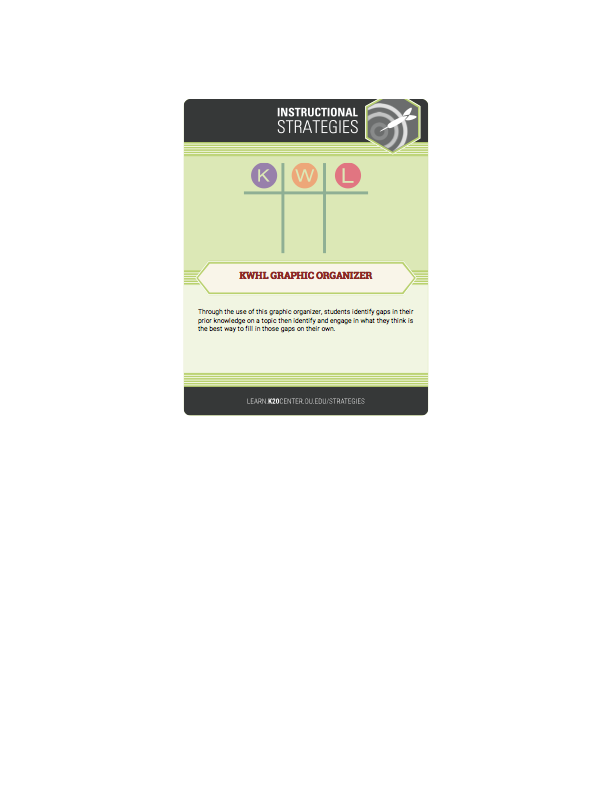 INSTRUCTIONAL
STRATEGIES
K W L
KWHL GRAPHIC ORGANIZER
Through the use of this graphic organizer, students identify gaps in their
prior knowledge on a topic then identify and engage in what they think is
the best way to fill in those gaps on their own.
LEARN.K20CENTER.OU.EDU/STRATEGIES